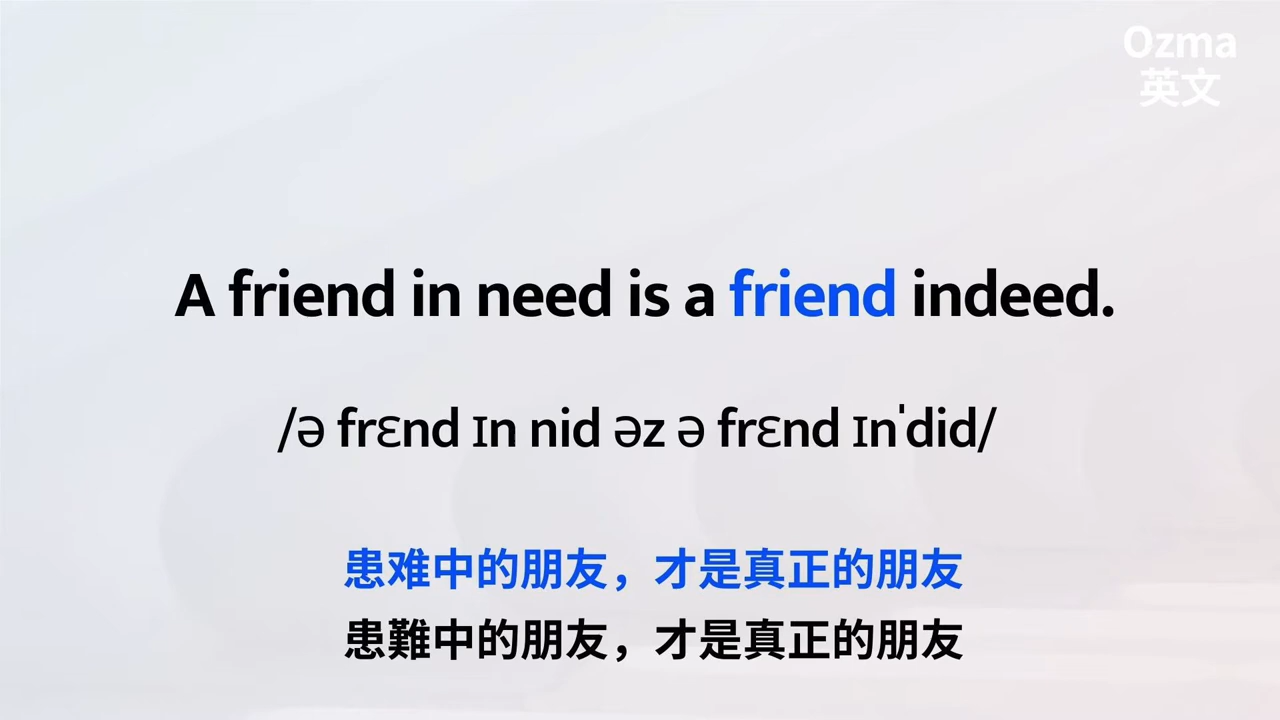 Ozma
英文
A friend in need is a friend indeed.
/ə frɛnd ɪn nid əz ə frɛnd ɪnˈdid/
患难中的朋友，才是真正的朋友
患難中的朋友，才是真正的朋友